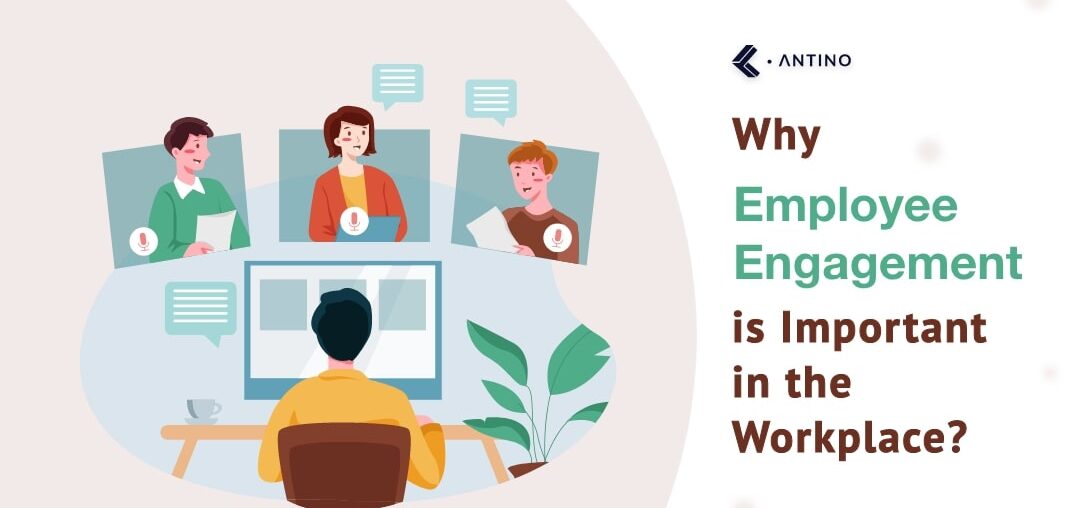 ANTINO
Why
Employee
Engagement
is Important
in the
Workplace?